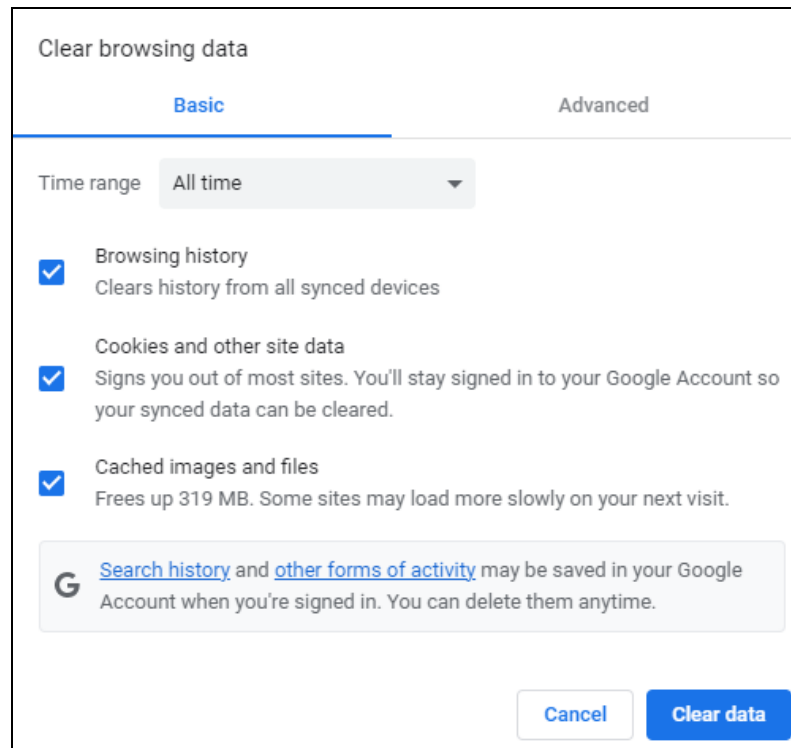 Clear browsing data
Basic
Advanced
Time range
All time
Browsing history
Clears history from all synced devices
Cookies and other site data
Signs you out of most sites. You'll stay signed in to your Google Account so
your synced data can be cleared.
Cached images and files
Frees up 319 MB. Some sites may load more slowly on your next visit.
G
Search history and other forms of activity may be saved in your Google
Account when you're signed in. You can delete them anytime.
Cancel
Clear data